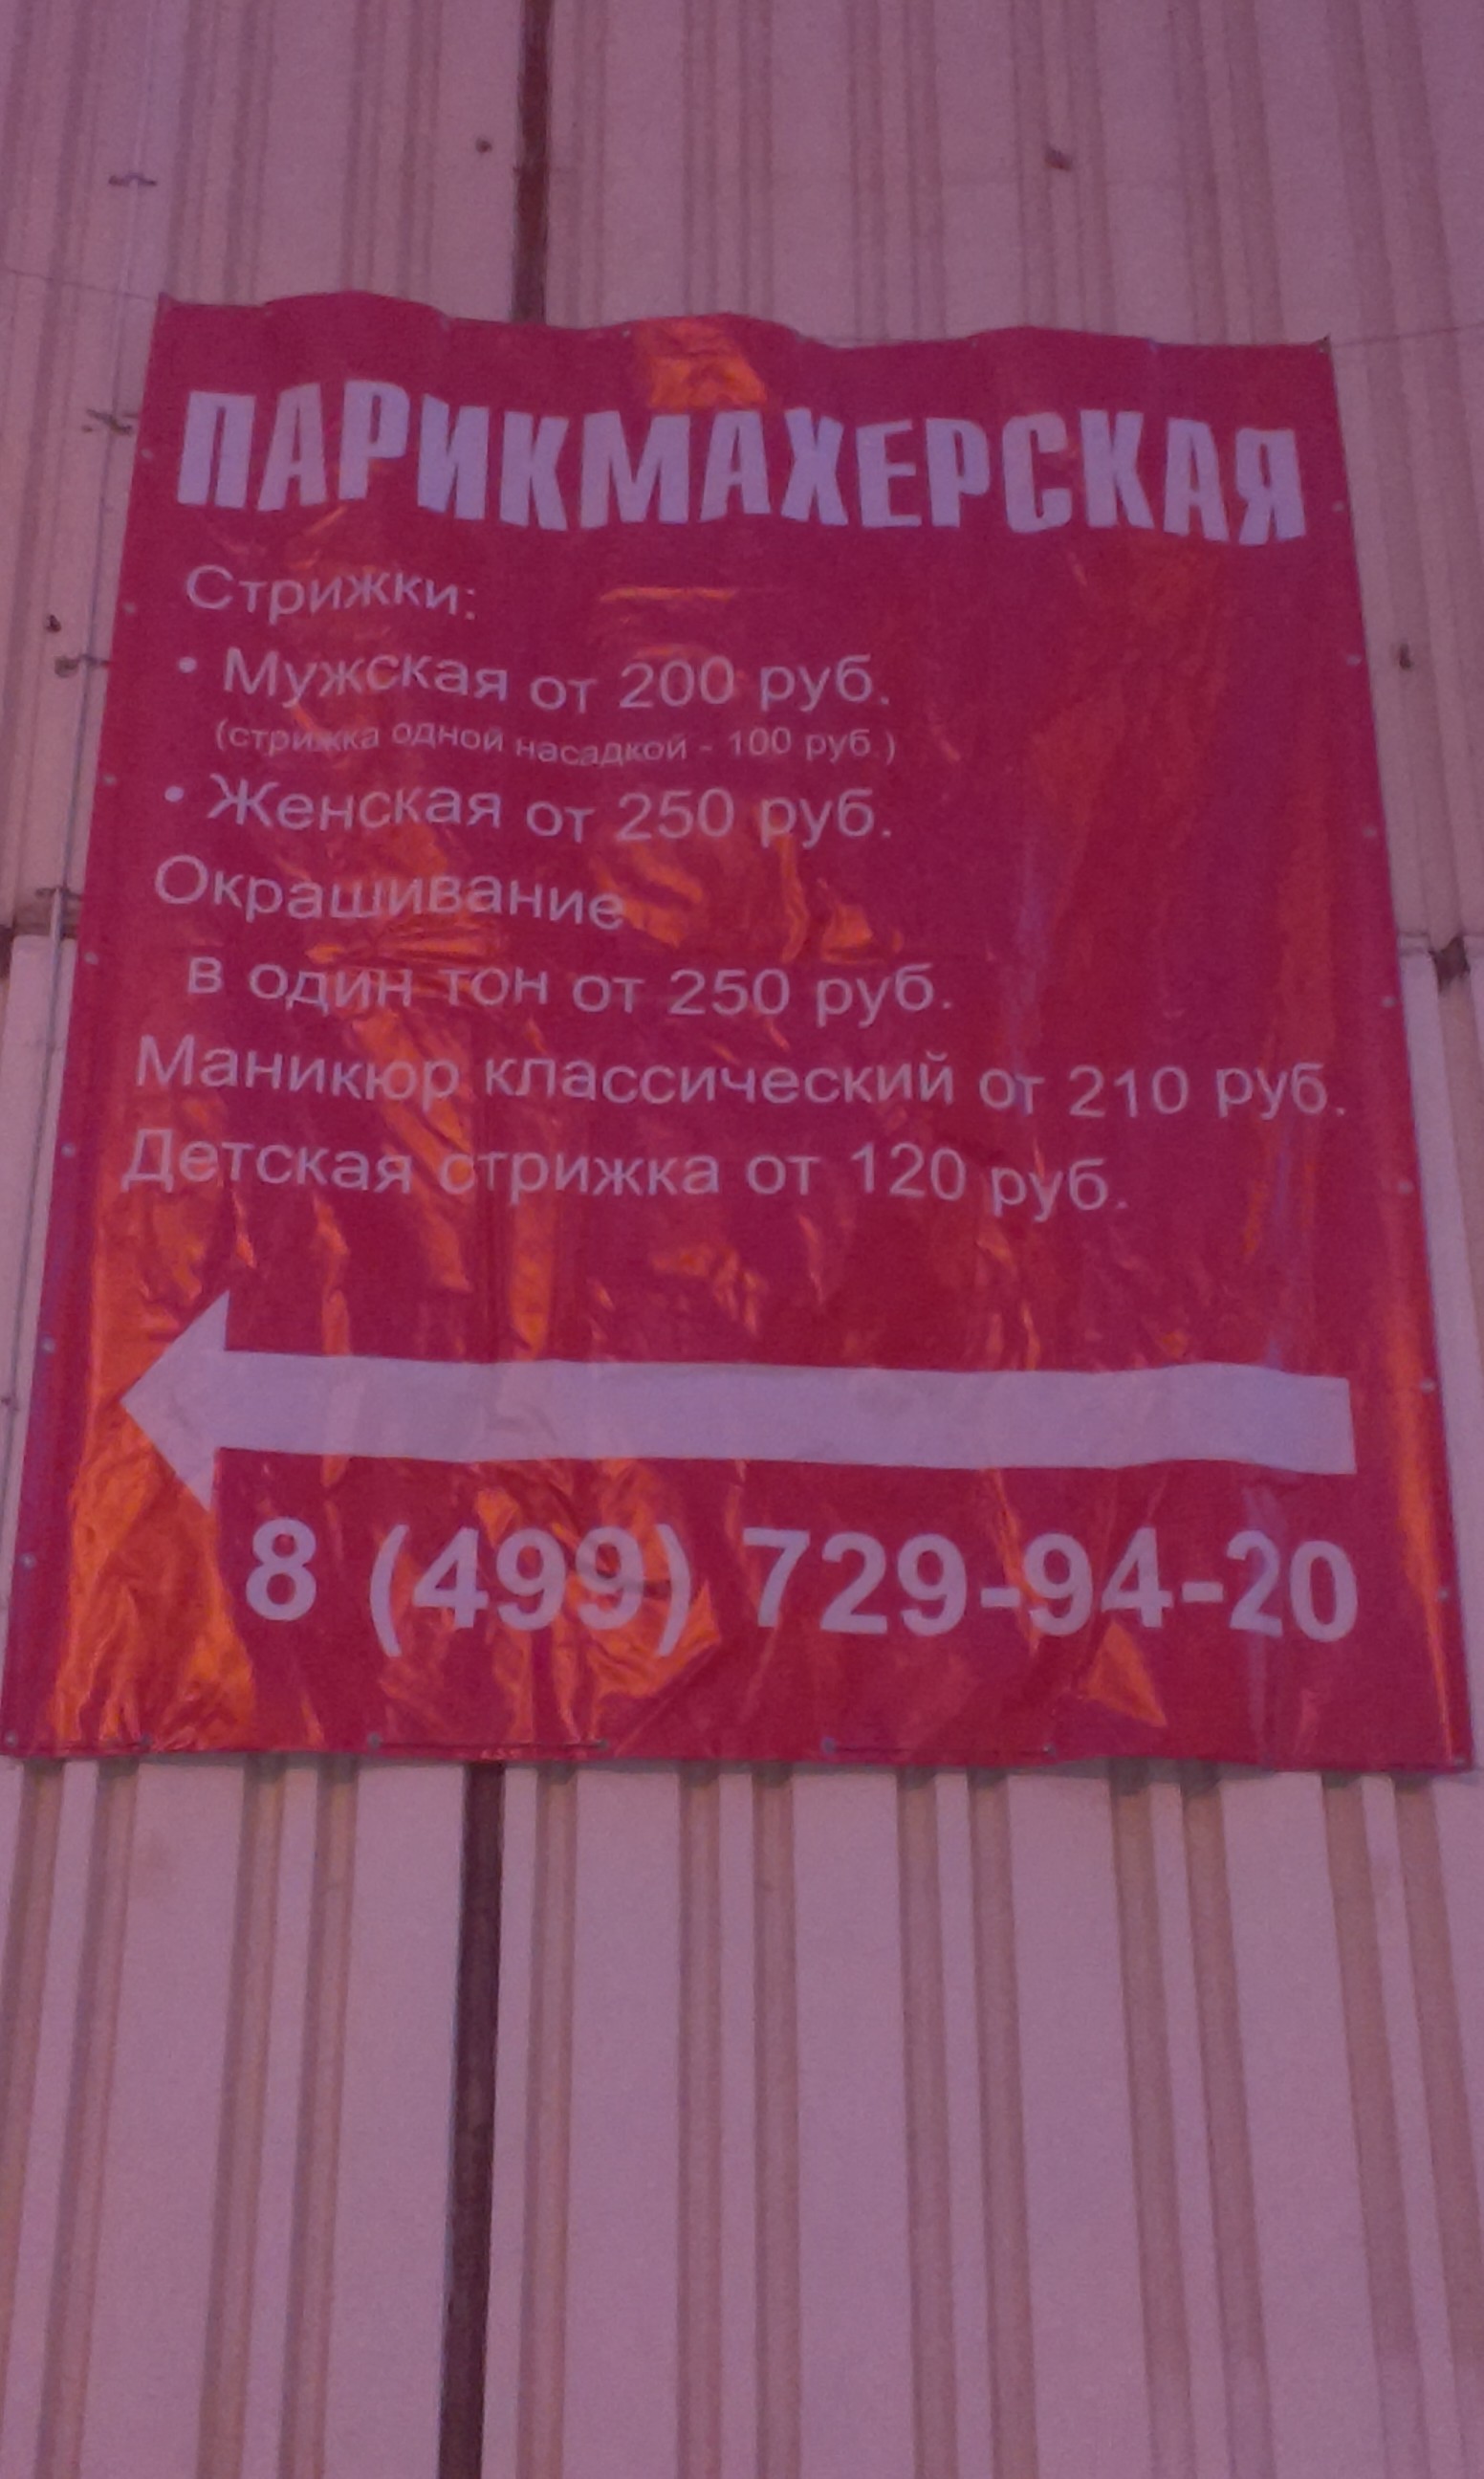 ПАРИКМАХЕРСКАЯ
Стрижки:
• Мужская от 200 руб.
(стрижка одной насадкой - 100 руб.)
• Женская от 250 руб.
Окрашивание
в один тон от 250 руб.
Маникюр классический от 210 руб.
Детская стрижка от 120 руб.
8 (499) 729-94-20